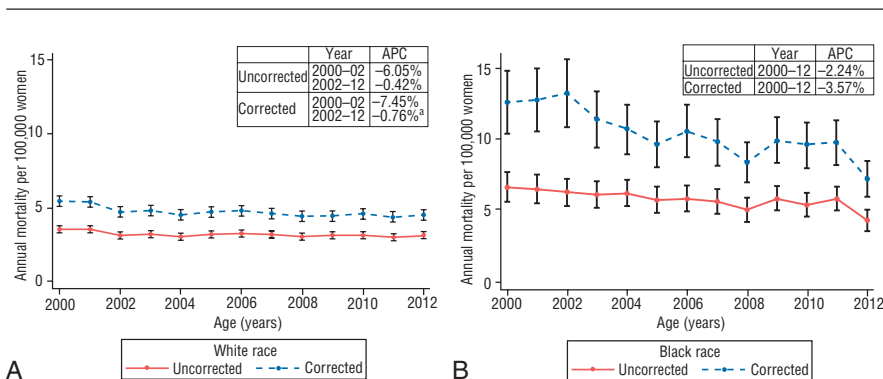 15
10
5
0
Annual mortality per 100,000 women
Year APC
Uncorrected 2000–02 –6.05%
2002–12 –0.42%
Corrected 2000–02 –7.45%
2002–12 –0.76%a
2000 2002 2004 2006 2008 2010 2012
Age (years)
White race
Uncorrected Corrected
A
15
10
5
0
Annual mortality per 100,000 women
Year APC
Uncorrected 2000–12 –2.24%
Corrected 2000–12 –3.57%
2000 2002 2004 2006 2008 2010 2012
Age (years)
Black race
Uncorrected Corrected
B